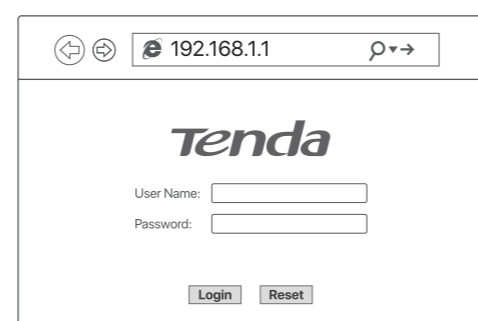 192.168.1.1
Tenda
User Name:
Password:
Login Reset